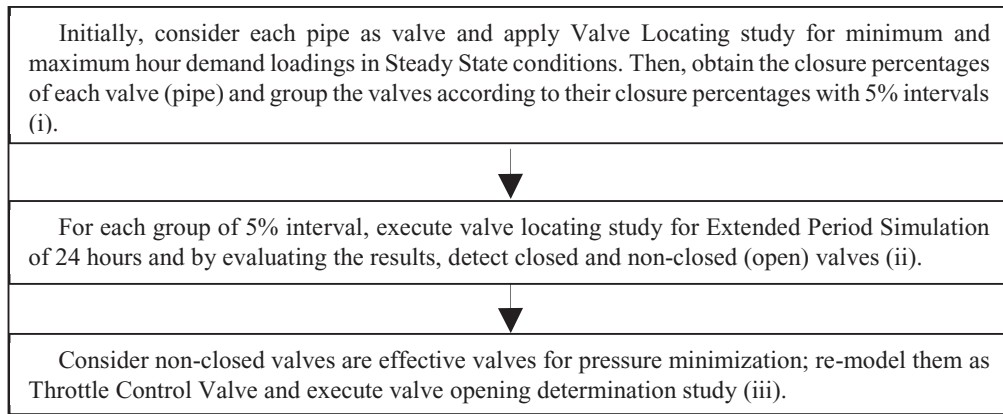 Initially, consider each pipe as valve and apply Valve Locating study for minimum and
maximum hour demand loadings in Steady State conditions. Then, obtain the closure percentages
of each valve (pipe) and group the valves according to their closure percentages with 5% intervals
(i).
For each group of 5% interval, execute valve locating study for Extended Period Simulation
of 24 hours and by evaluating the results, detect closed and non-closed (open) valves (ii).
Consider non-closed valves are effective valves for pressure minimization; re-model them as
Throttle Control Valve and execute valve opening determination study (iii).